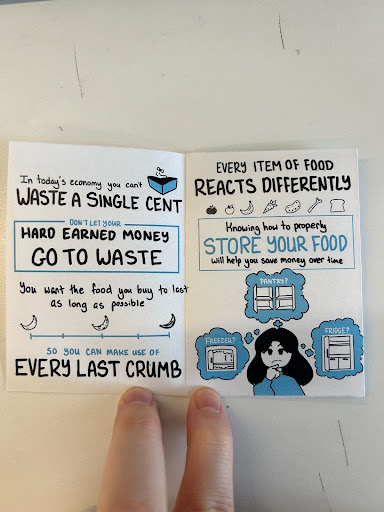 In today's economy you can't
WASTE A SINGLE CENT
DON'T LET YOUR
HARD EARNED MONEY
GO TO WASTE
You want the food you buy to last
as long as possible
SO YOU CAN MAKE USE OF
EVERY LAST CRUMB
EVERY ITEM OF FOOD
REACTS DIFFERENTLY
Knowing how to properly
STORE YOUR FOOD
will help you save money over time
PANTRY?
FREEZER?
FRIDGE?